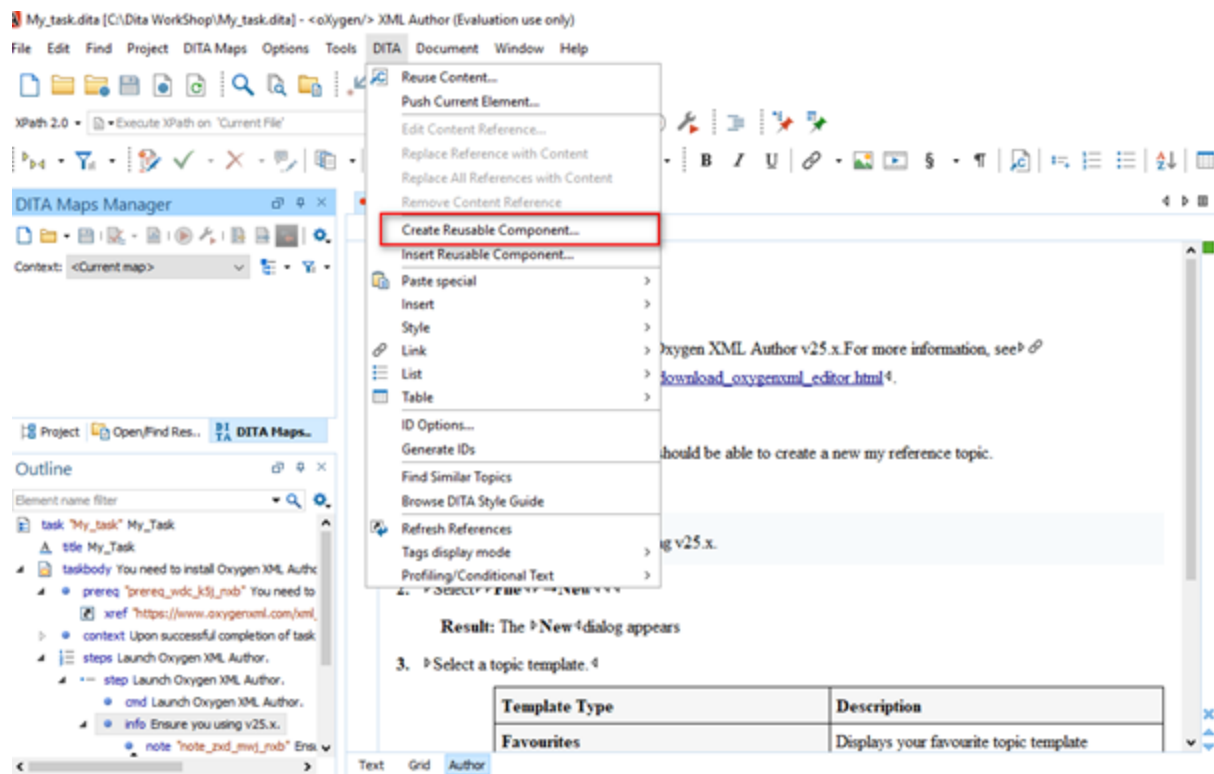 My_task.dita [C:\Dita WorkShop\My_task.dita] - <oXygen/> XML Author (Evaluation use only)
File Edit Find Project DITA Maps Options Tools DITA Document Window Help
XPath 2.0 Execute XPath on 'Current File'
B I U § ¶
DITA Maps Manager
Context: <Current map>
Project Open/Find Res.. DITA Maps..
Outline
Element name filter
task "My_task" My_Task
title My_Task
taskbody You need to install Oxygen XML Autho
prereq "prereq_wdc_k5j_nxb" You need to
xref "https://www.oxygenxml.com/xml_
context Upon successful completion of task
steps Launch Oxygen XML Author.
step Launch Oxygen XML Author.
cmd Launch Oxygen XML Author.
info Ensure you using v25.x.
note "note_zxd_mwj_nxb" Ensu
Reuse Content...
Push Current Element...
Edit Content Reference...
Replace Reference with Content
Replace All References with Content
Remove Content Reference
Create Reusable Component...
Insert Reusable Component...
Paste special
Insert
Style
Link
List
Table
ID Options...
Generate IDs
Find Similar Topics
Browse DITA Style Guide
Refresh References
Tags display mode
Profiling/Conditional Text
Oxygen XML Author v25.x.For more information, see
download_oxygenxml_editor.html.
should be able to create a new my reference topic.
ng v25.x.
2. Select File → New
Result: The New dialog appears
3. Select a topic template.
Template Type Description
Favourites Displays your favourite topic template
Text Grid Author